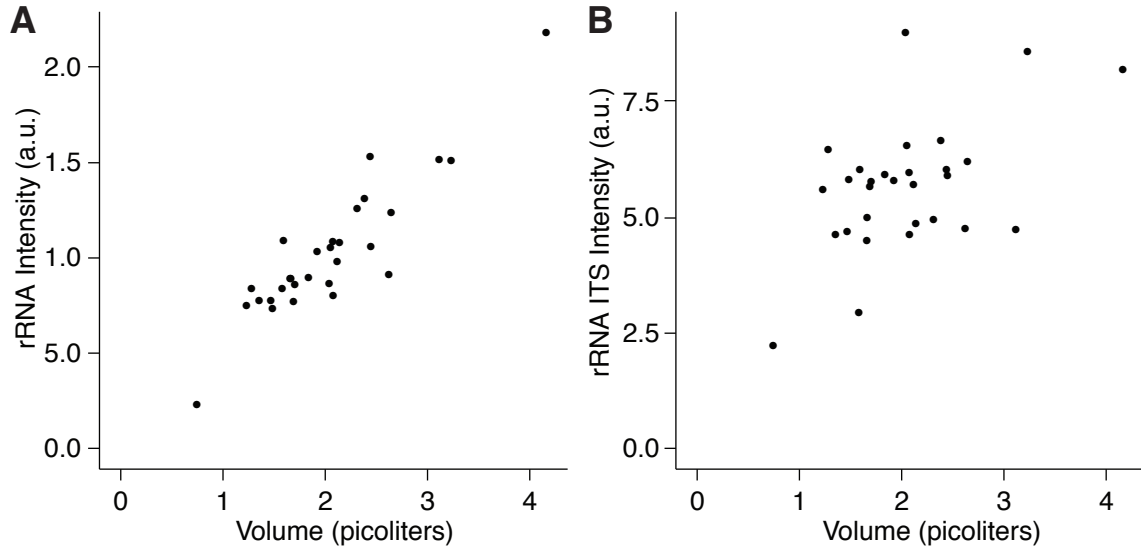 A
rRNA Intensity (a.u.)
2.0
1.5
1.0
5.0
0.0
0 1 2 3 4
Volume (picoliters)
B
rRNA ITS Intensity (a.u.)
7.5
5.0
2.5
0.0
0 1 2 3 4
Volume (picoliters)